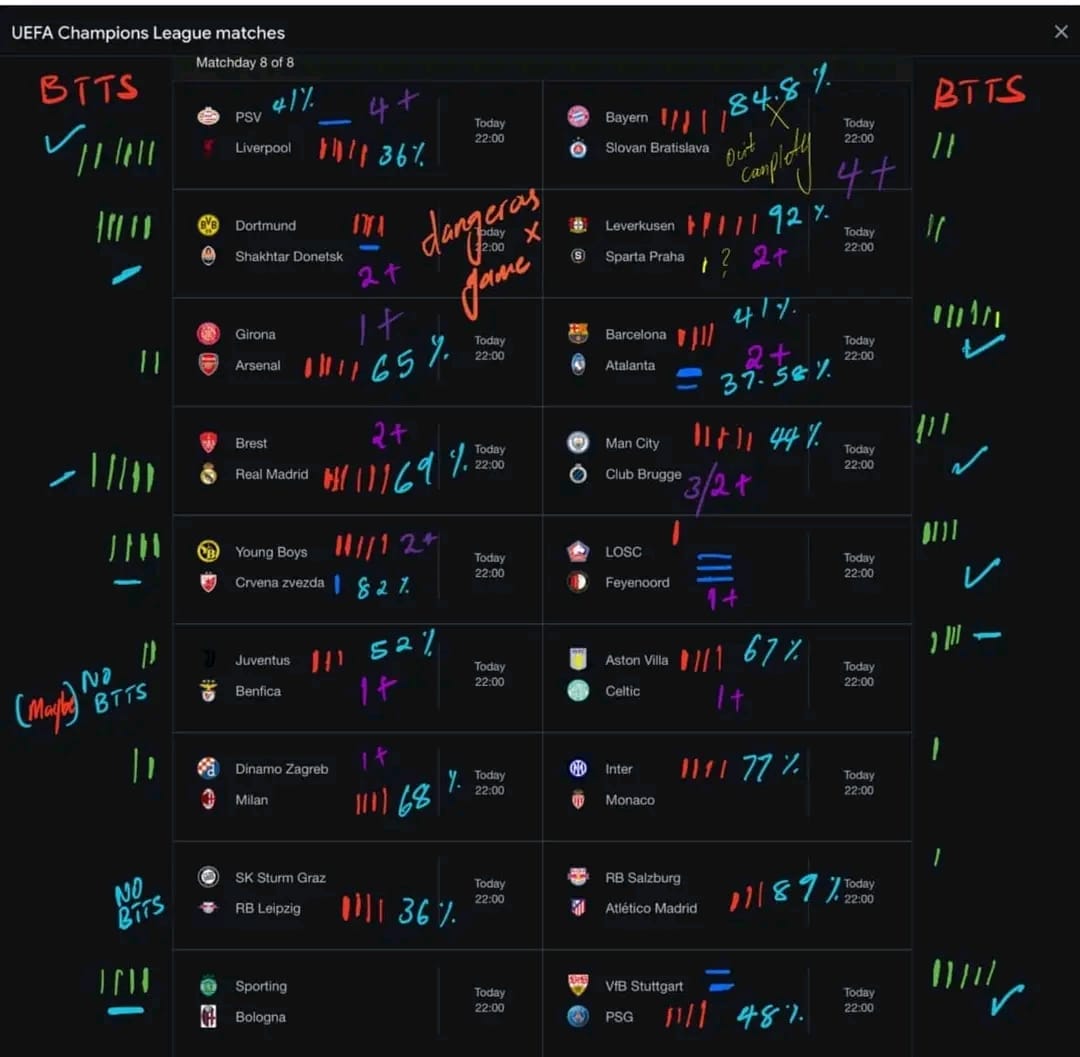 UEFA Champions League matches
Matchday 8 of 8
BTTS
BTTS
PSV 41% 4+
Liverpool 36%
Today
22:00
Bayern 84.8%
Slovan Bratislava
Today
22:00
X
4+
Dortmund
Shakhtar Donetsk
2+
Today
22:00
dangeras
x
game
Leverkusen 92%
Sparta Praha ? 2+
Today
22:00
Girona 1+
Arsenal 65%
Today
22:00
Barcelona 41%
2+
Atalanta 37.58%
Today
22:00
Brest 2+
Real Madrid 69%
Today
22:00
Man City 44%
Club Brugge 3/2+
Today
22:00
Young Boys 2+
Crvena zvezda 82%
Today
22:00
LOSC
Feyenoord
1+
Today
22:00
(Maybe) NO
BTTS
Juventus 52%
Benfica 1+
Today
22:00
Aston Villa 67%
Celtic 1+
Today
22:00
Dinamo Zagreb 1+
Milan 68%
Today
22:00
Inter 77%
Monaco
Today
22:00
NO
BTTS
SK Sturm Graz
RB Leipzig 36%
Today
22:00
RB Salzburg
Atlético Madrid 89%
Today
22:00
Sporting
Bologna
Today
22:00
VfB Stuttgart
PSG 48%
Today
22:00